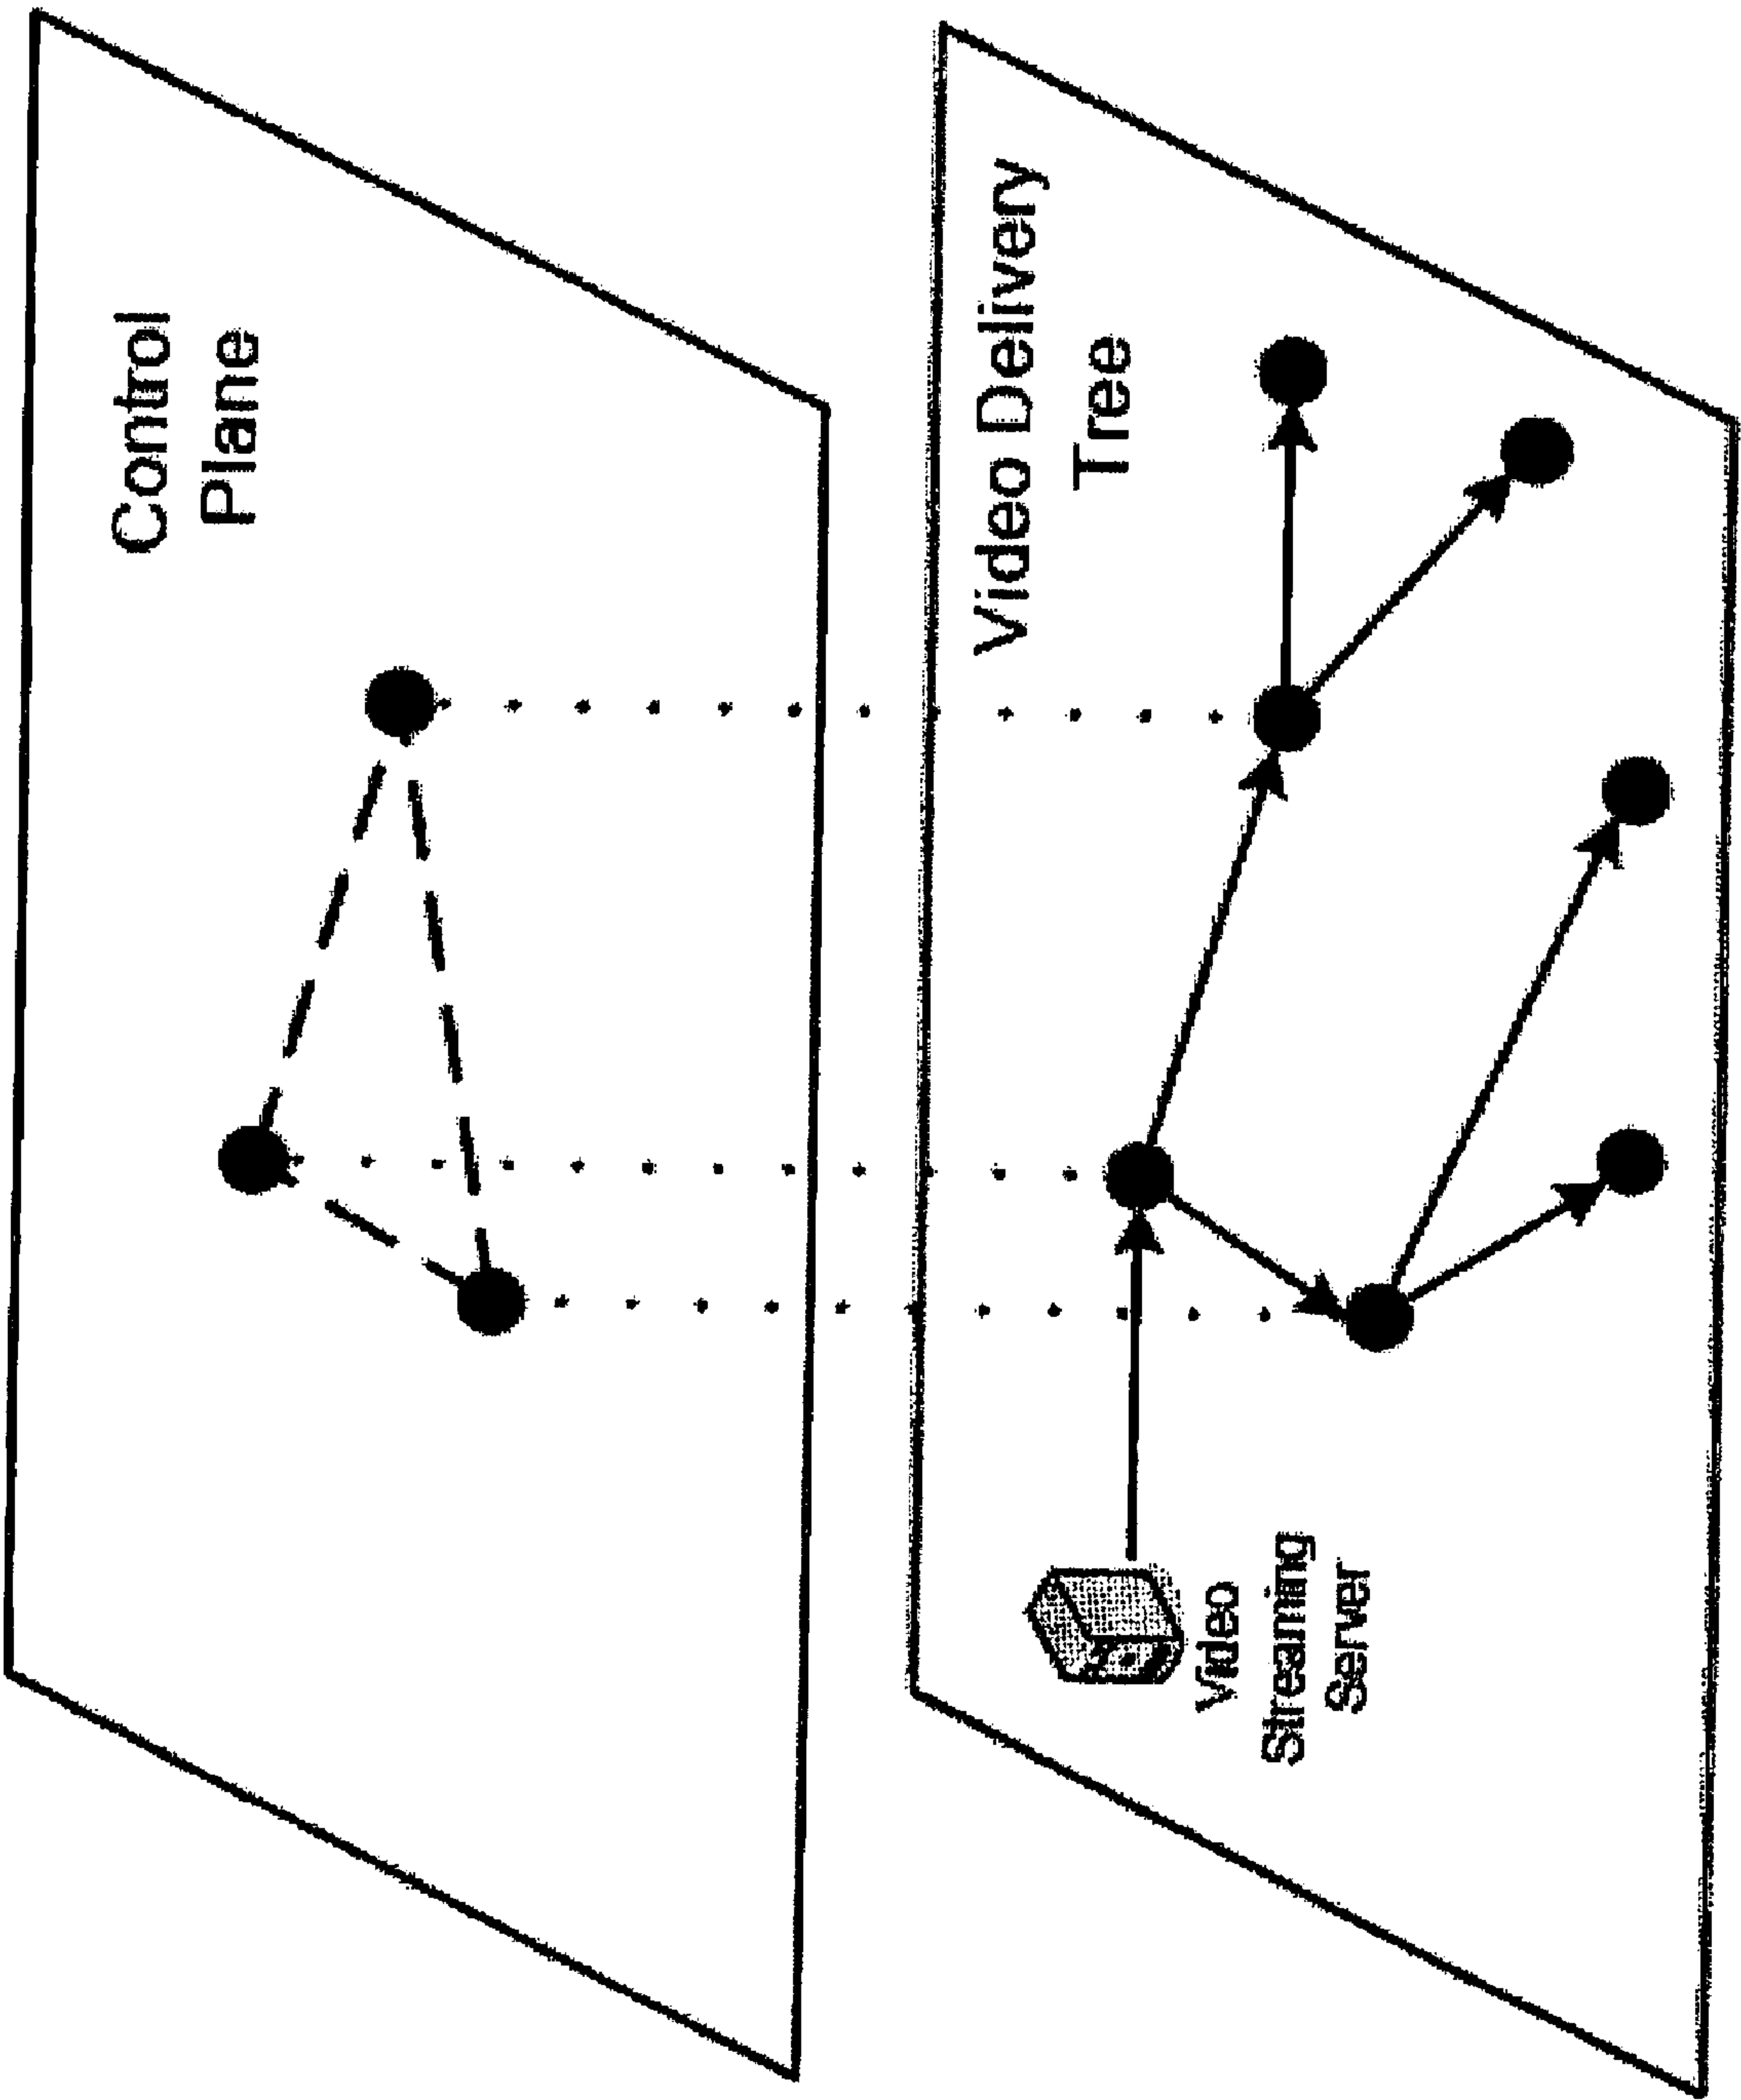 Control
Plane
Video Delivery
Tree
Video
Streaming
Server